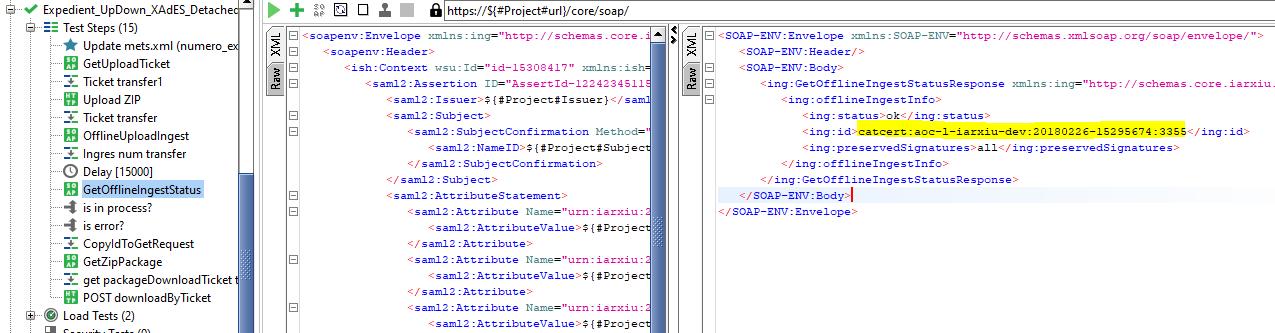 Expedient_UpDown_XAdES_Detached
Test Steps (15)
Update mets.xml (numero_ex
GetUploadTicket
Ticket transfer1
Upload ZIP
Ticket transfer
OfflineUploadIngest
Ingres num transfer
Delay [15000]
GetOfflineIngestStatus
is in process?
is error?
CopyIdToGetRequest
GetZipPackage
get packageDownloadTicket t
POST downloadByTicket
Load Tests (2)
Security Tests (0)
https://${#Project#url}/core/soap/
XML
Raw
<soapenv:Envelope xmlns:ing="http://schemas.core.i
<soapenv:Header>
<ish:Context wsu:Id="id-15308417" xmlns:ish=
<saml2:Assertion ID="AssertId-12242345115
<saml2:Issuer>${#Project#Issuer}</saml
<saml2:Subject>
<saml2:SubjectConfirmation Method="
<saml2:NameID>${#Project#Subject
</saml2:SubjectConfirmation>
</saml2:Subject>
<saml2:AttributeStatement>
<saml2:Attribute Name="urn:iarxiu:2
<saml2:AttributeValue>${#Project
</saml2:Attribute>
<saml2:Attribute Name="urn:iarxiu:2
<saml2:AttributeValue>${#Project
</saml2:Attribute>
<saml2:Attribute Name="urn:iarxiu:2
<saml2:AttributeValue>${#Project
XML
Raw
<SOAP-ENV:Envelope xmlns:SOAP-ENV="http://schemas.xmlsoap.org/soap/envelope/">
<SOAP-ENV:Header/>
<SOAP-ENV:Body>
<ing:GetOfflineIngestStatusResponse xmlns:ing="http://schemas.core.iarxiu.
<ing:offlineIngestInfo>
<ing:status>ok</ing:status>
<ing:id>catcert:aoc-1-iarxiu-dev:20180226-15295674:3355</ing:id>
<ing:preservedSignatures>all</ing:preservedSignatures>
</ing:offlineIngestInfo>
</ing:GetOfflineIngestStatusResponse>
</SOAP-ENV:Body>
</SOAP-ENV:Envelope>